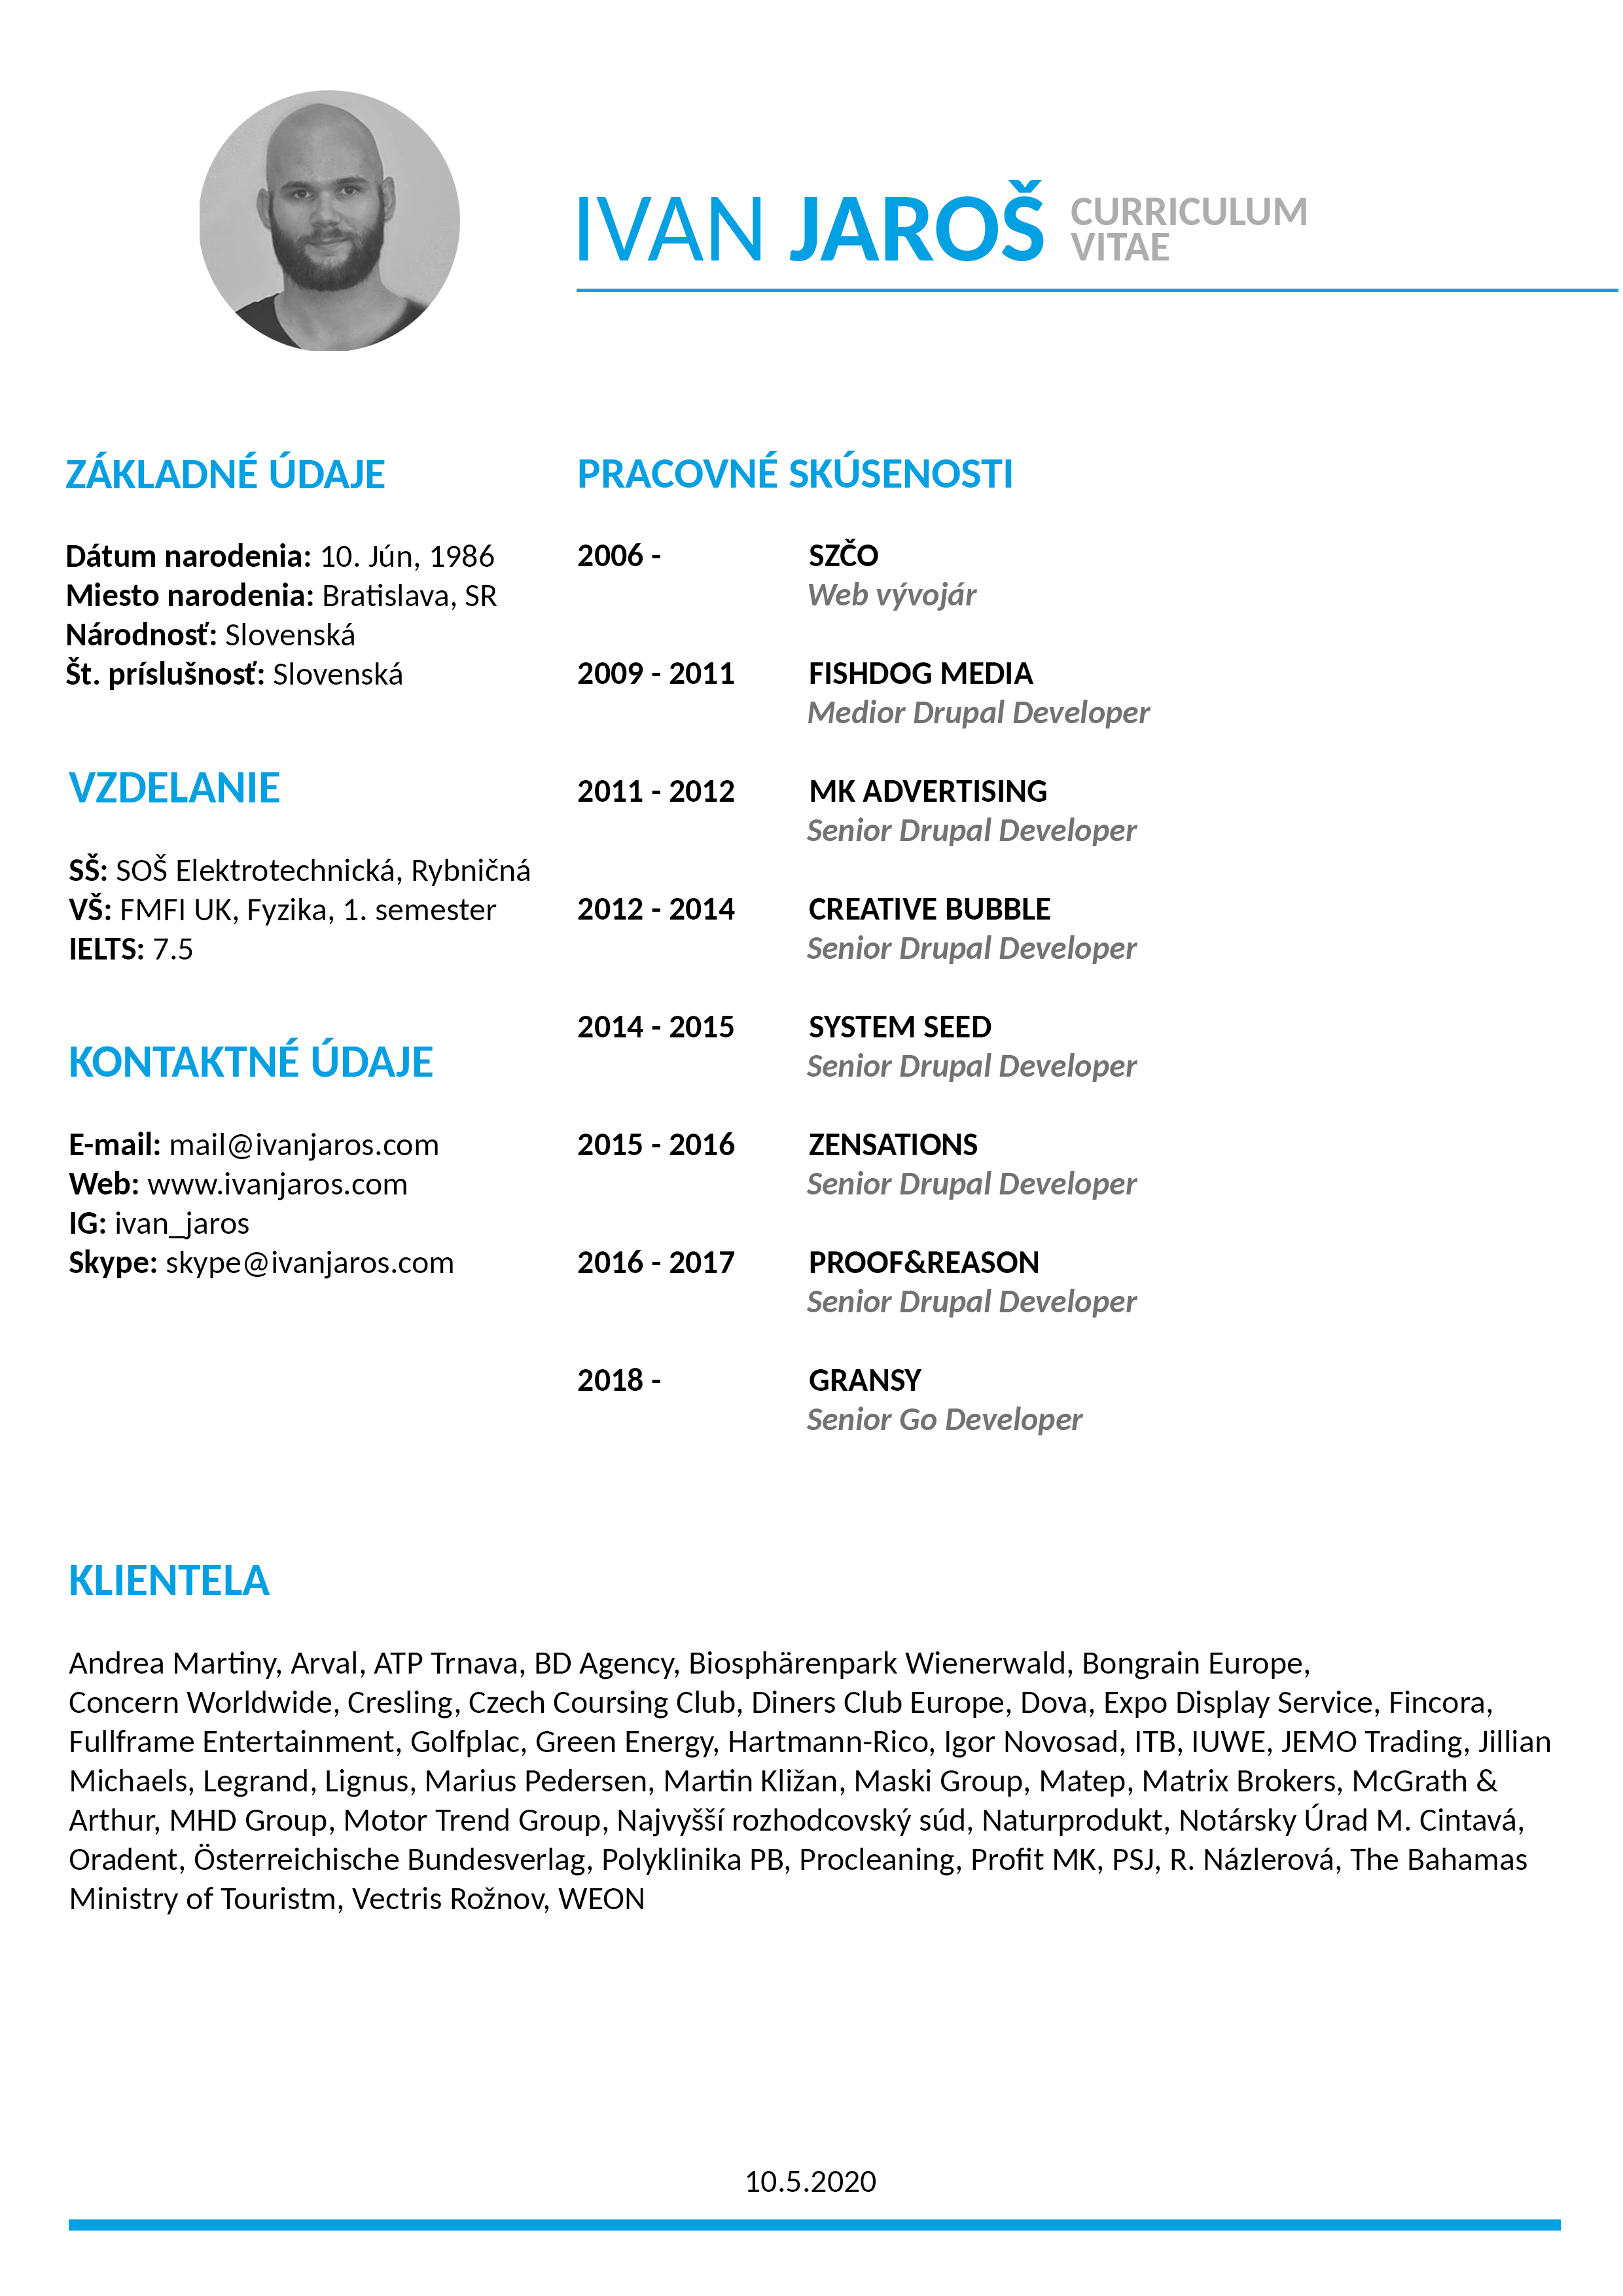 IVAN JAROŠ CURRICULUM
VITAE
ZÁKLADNÉ ÚDAJE
Dátum narodenia: 10. Jún, 1986
Miesto narodenia: Bratislava, SR
Národnosť: Slovenská
Št. príslušnosť: Slovenská
VZDELANIE
SŠ: SOŠ Elektrotechnická, Rybničná
VŠ: FMFI UK, Fyzika, 1. semester
IELTS: 7.5
KONTAKTNÉ ÚDAJE
E-mail: mail@ivanjaros.com
Web: www.ivanjaros.com
IG: ivan_jaros
Skype: skype@ivanjaros.com
PRACOVNÉ SKÚSENOSTI
2006 - SZČO
Web vývojár
2009 - 2011 FISHDOG MEDIA
Medior Drupal Developer
2011 - 2012 MK ADVERTISING
Senior Drupal Developer
2012 - 2014 CREATIVE BUBBLE
Senior Drupal Developer
2014 - 2015 SYSTEM SEED
Senior Drupal Developer
2015 - 2016 ZENSATIONS
Senior Drupal Developer
2016 - 2017 PROOF&REASON
Senior Drupal Developer
2018 - GRANSY
Senior Go Developer
KLIENTELA
Andrea Martiny, Arval, ATP Trnava, BD Agency, Biosphärenpark Wienerwald, Bongrain Europe,
Concern Worldwide, Cresling, Czech Coursing Club, Diners Club Europe, Dova, Expo Display Service, Fincora,
Fullframe Entertainment, Golfplac, Green Energy, Hartmann-Rico, Igor Novosad, ITB, IUWE, JEMO Trading, Jillian
Michaels, Legrand, Lignus, Marius Pedersen, Martin Kližan, Maski Group, Matep, Matrix Brokers, McGrath &
Arthur, MHD Group, Motor Trend Group, Najvyšší rozhodcovský súd, Naturprodukt, Notársky Úrad M. Cintavá,
Oradent, Österreichische Bundesverlag, Polyklinika PB, Procleaning, Profit MK, PSJ, R. Názlerová, The Bahamas
Ministry of Touristm, Vectris Rožnov, WEON
10.5.2020